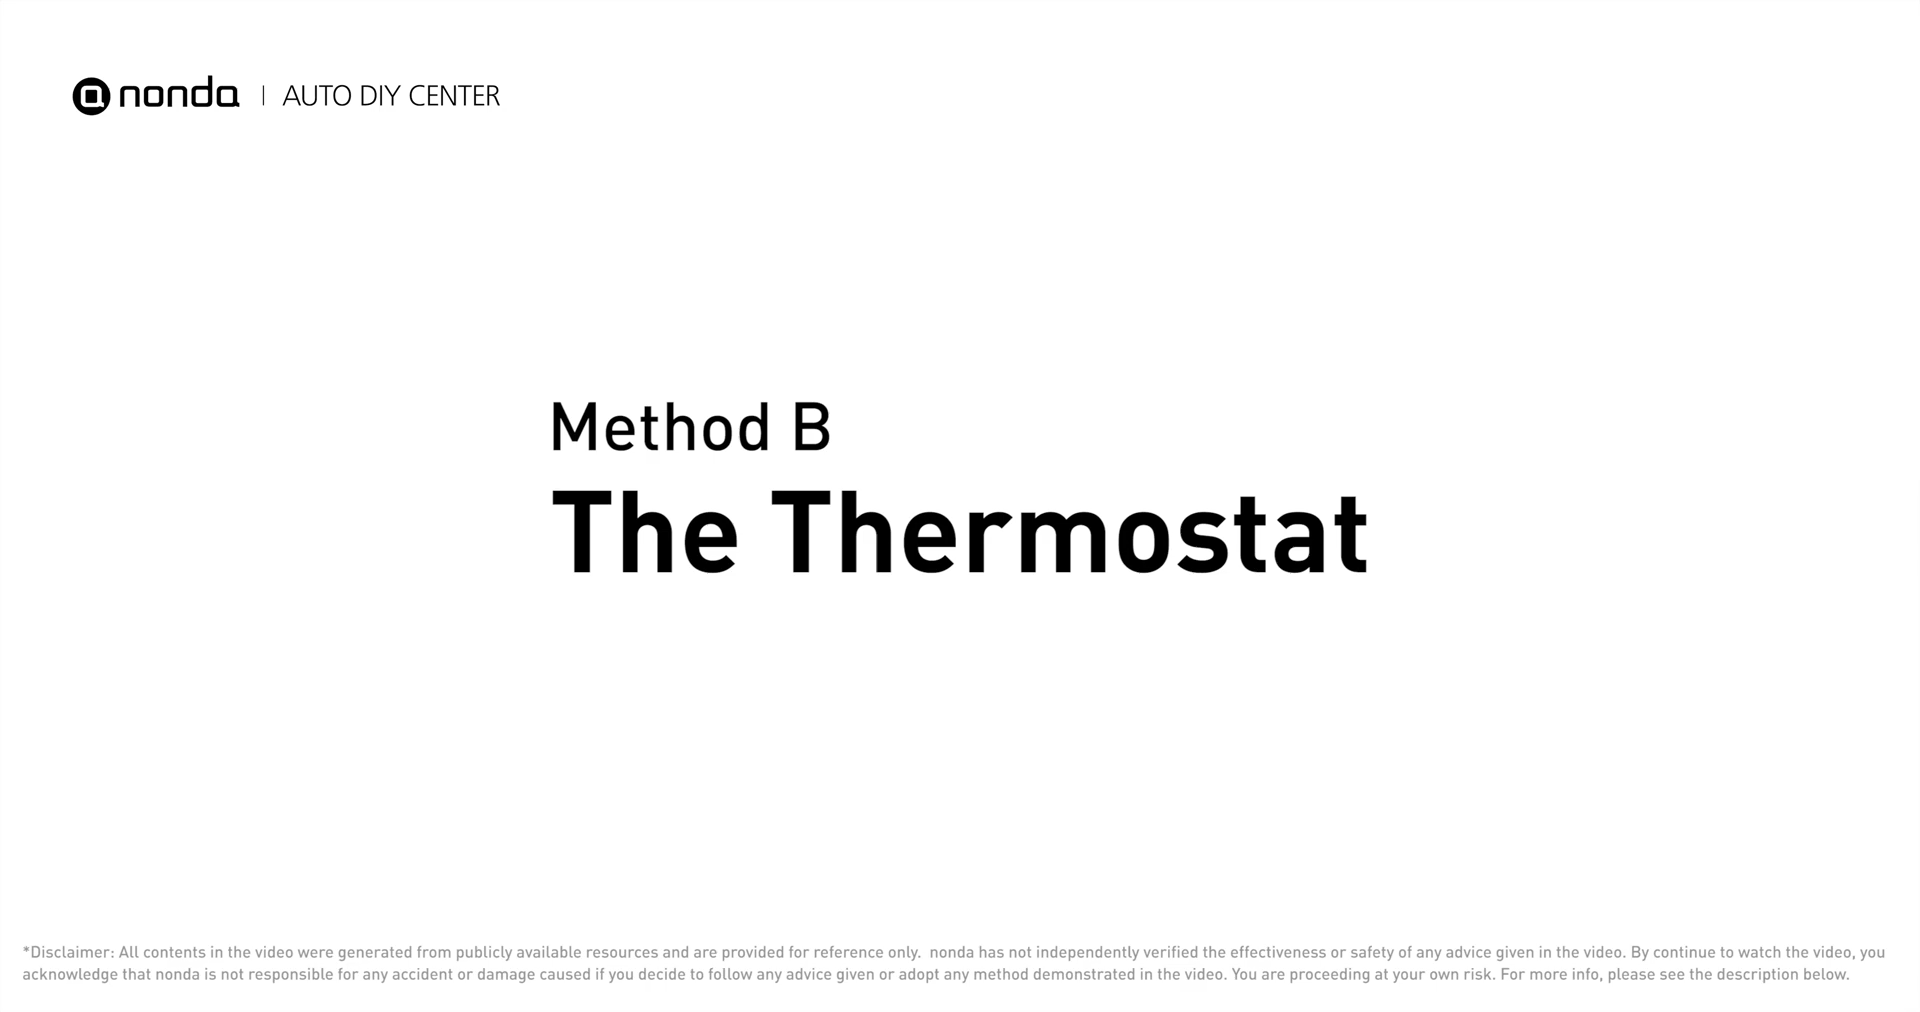 nonda | AUTO DIY CENTER
Method B
The Thermostat
*Disclaimer: All contents in the video were generated from publicly available resources and are provided for reference only.  nonda has not independently verified the effectiveness or safety of any advice given in the video. By continue to watch the video, you
acknowledge that nonda is not responsible for any accident or damage caused if you decide to follow any advice given or adopt any method demonstrated in the video. You are proceeding at your own risk. For more info, please see the description below.